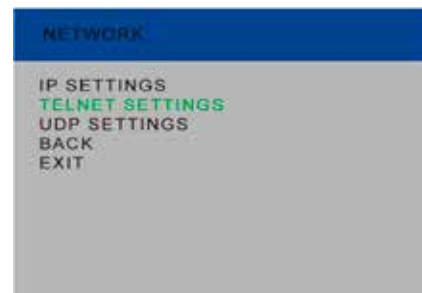 NETWORK
IP SETTINGS
TELNET SETTINGS
UDP SETTINGS
BACK
EXIT